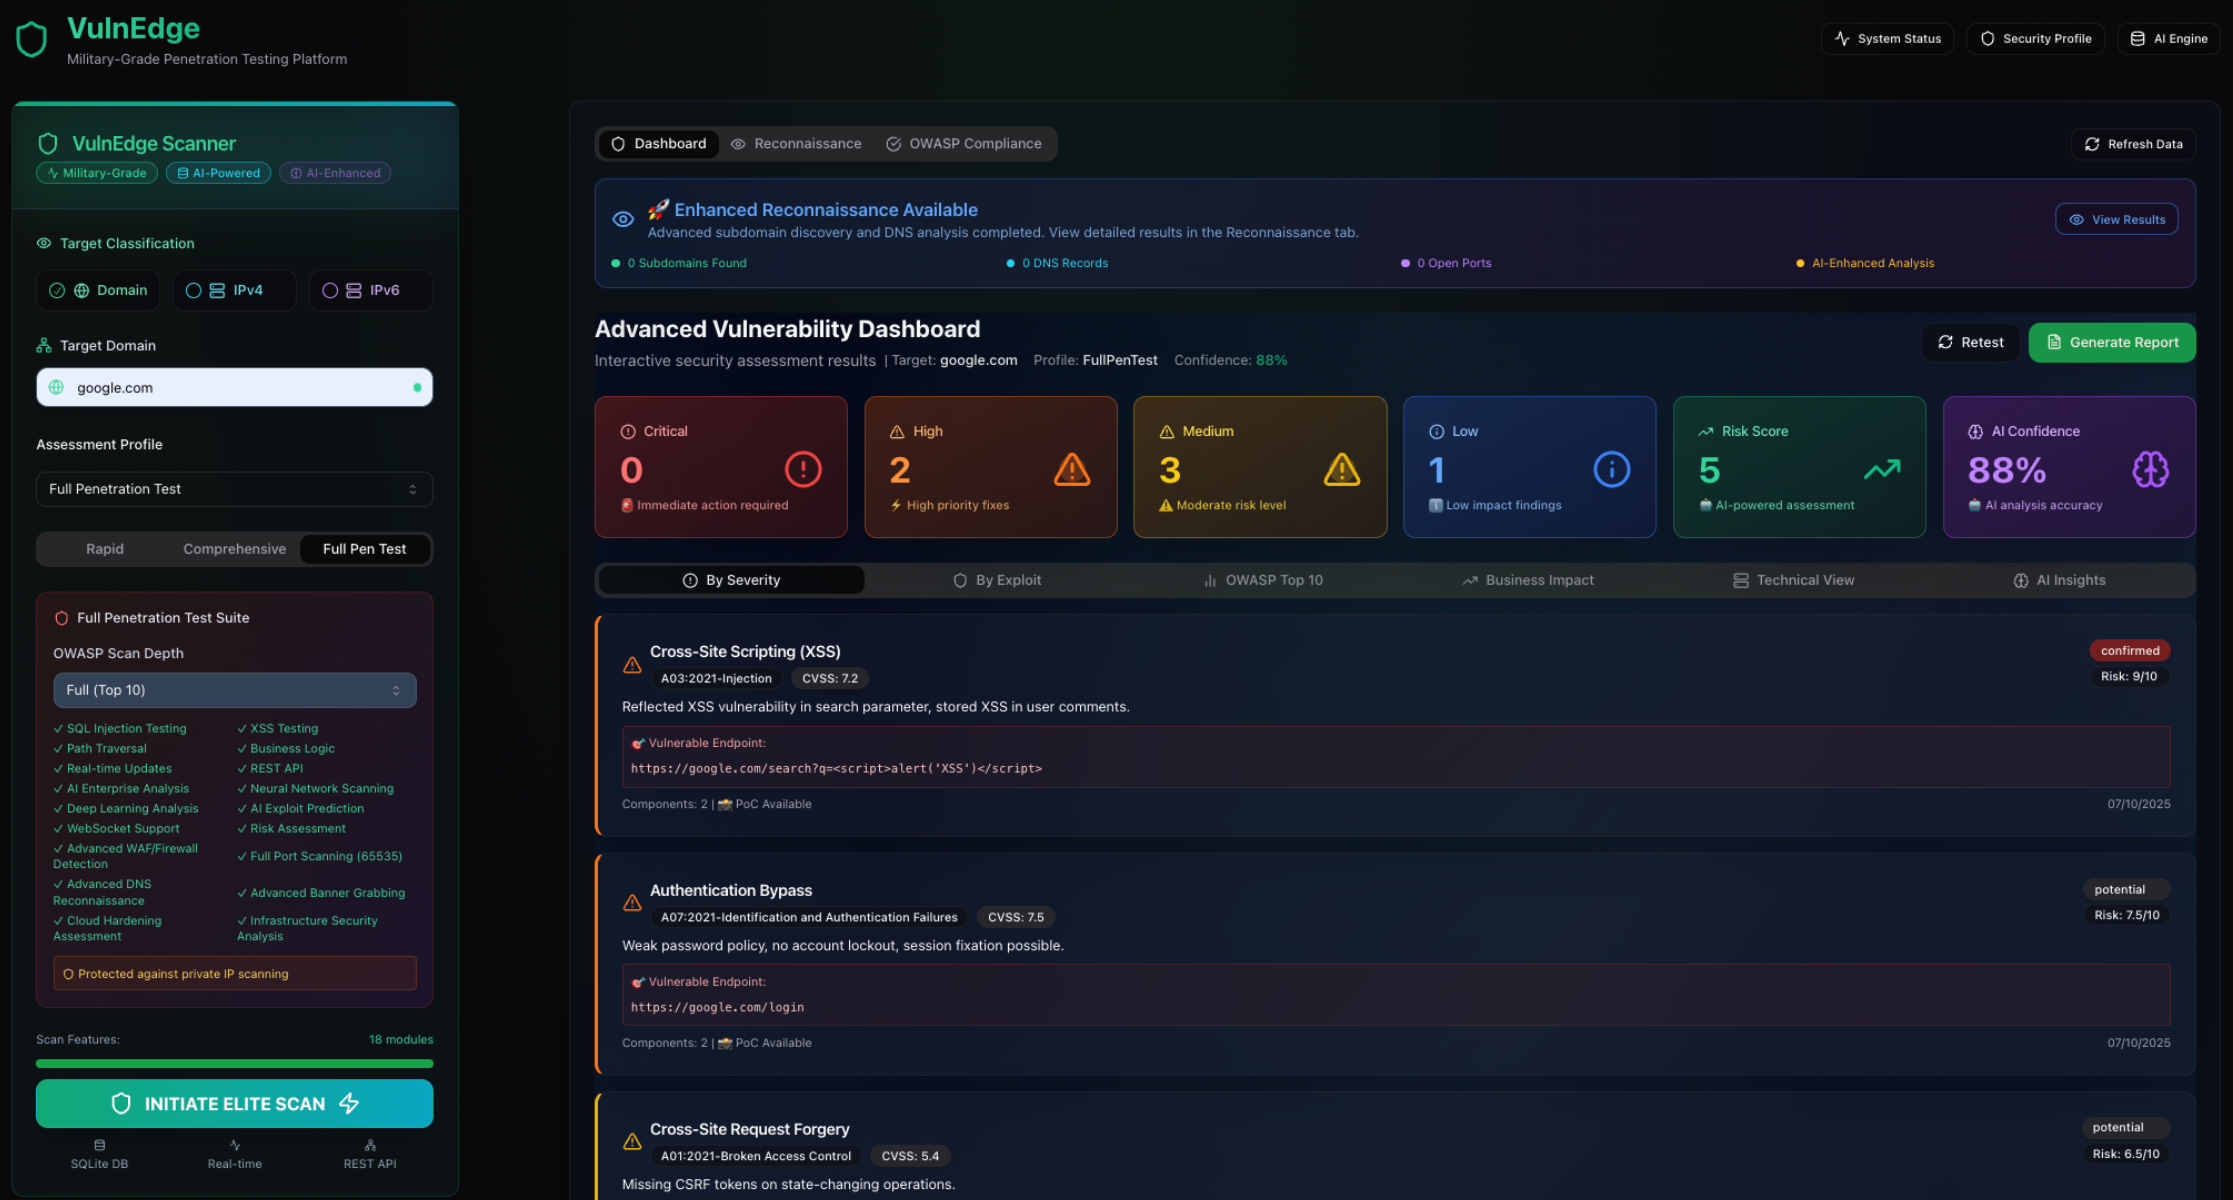 VulnEdge
Military-Grade Penetration Testing Platform
System Status
Security Profile
AI Engine
VulnEdge Scanner
Military-Grade
AI-Powered
AI-Enhanced
Target Classification
Domain
IPv4
IPv6
Target Domain
google.com
Assessment Profile
Full Penetration Test
Rapid
Comprehensive
Full Pen Test
Full Penetration Test Suite
OWASP Scan Depth
Full (Top 10)
✓ SQL Injection Testing
✓ XSS Testing
✓ Path Traversal
✓ Business Logic
✓ Real-time Updates
✓ REST API
✓ AI Enterprise Analysis
✓ Neural Network Scanning
✓ Deep Learning Analysis
✓ AI Exploit Prediction
✓ WebSocket Support
✓ Risk Assessment
✓ Advanced WAF/Firewall
Detection
✓ Full Port Scanning (65535)
✓ Advanced DNS
Reconnaissance
✓ Advanced Banner Grabbing
✓ Cloud Hardening
Assessment
✓ Infrastructure Security
Analysis
Protected against private IP scanning
Scan Features:
18 modules
INITIATE ELITE SCAN
SQLite DB
Real-time
REST API
Dashboard
Reconnaissance
OWASP Compliance
Refresh Data
🚀 Enhanced Reconnaissance Available
Advanced subdomain discovery and DNS analysis completed. View detailed results in the Reconnaissance tab.
View Results
0 Subdomains Found
0 DNS Records
0 Open Ports
AI-Enhanced Analysis
Advanced Vulnerability Dashboard
Interactive security assessment results | Target: google.com Profile: FullPenTest Confidence: 88%
Retest
Generate Report
Critical
0
🚨 Immediate action required
High
2
⚡ High priority fixes
Medium
3
⚠️ Moderate risk level
Low
1
ℹ️ Low impact findings
Risk Score
5
🤖 AI-powered assessment
AI Confidence
88%
🤖 AI analysis accuracy
By Severity
By Exploit
OWASP Top 10
Business Impact
Technical View
AI Insights
Cross-Site Scripting (XSS)
A03:2021-Injection
CVSS: 7.2
confirmed
Risk: 9/10
Reflected XSS vulnerability in search parameter, stored XSS in user comments.
🎯 Vulnerable Endpoint:
https://google.com/search?q=<script>alert('XSS')</script>
Components: 2 | 📸 PoC Available
07/10/2025
Authentication Bypass
A07:2021-Identification and Authentication Failures
CVSS: 7.5
potential
Risk: 7.5/10
Weak password policy, no account lockout, session fixation possible.
🎯 Vulnerable Endpoint:
https://google.com/login
Components: 2 | 📸 PoC Available
07/10/2025
Cross-Site Request Forgery
A01:2021-Broken Access Control
CVSS: 5.4
potential
Risk: 6.5/10
Missing CSRF tokens on state-changing operations.